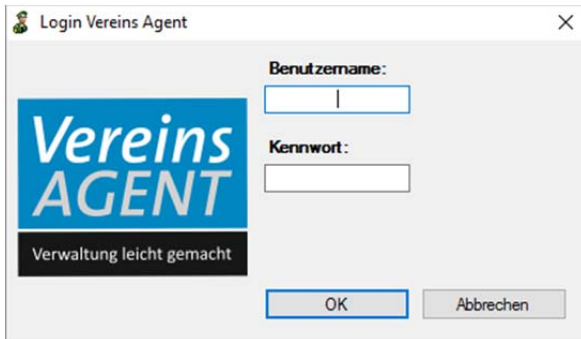 Login Vereins Agent
Benutzername:
Kennwort:
Vereins
AGENT
Verwaltung leicht gemacht
OK
Abbrechen